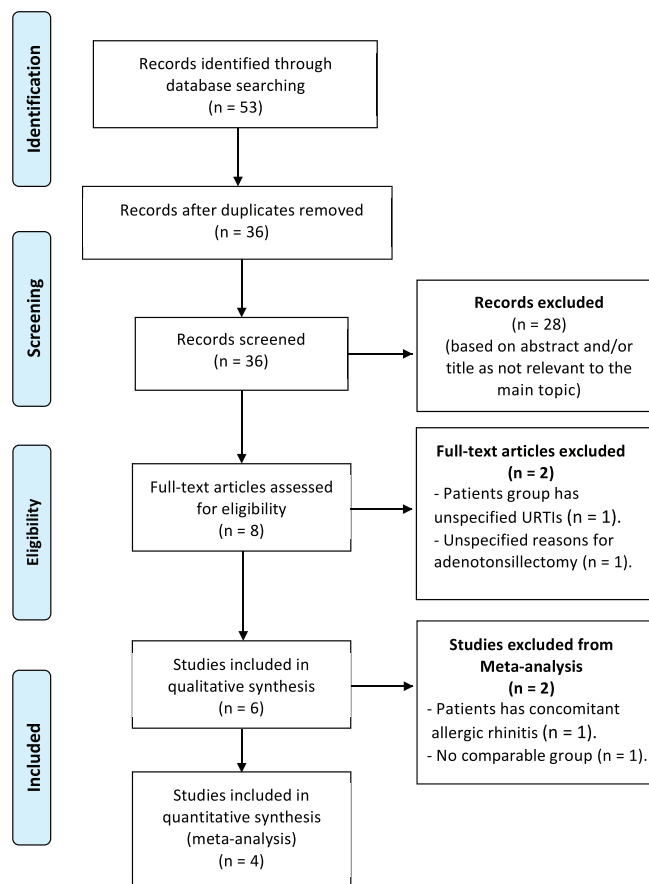 Identification
Records identified through
database searching
(n = 53)
Records after duplicates removed
(n = 36)
Screening
Records screened
(n = 36)
Records excluded
(n = 28)
(based on abstract and/or
title as not relevant to the
main topic)
Eligibility
Full-text articles assessed
for eligibility
(n = 8)
Full-text articles excluded
(n = 2)
- Patients group has
unspecified URTIs (n = 1).
- Unspecified reasons for
adenotonsillectomy (n = 1).
Studies included in
qualitative synthesis
(n = 6)
Studies excluded from
Meta-analysis
(n = 2)
- Patients has concomitant
allergic rhinitis (n = 1).
- No comparable group (n = 1).
Included
Studies included in
quantitative synthesis
(meta-analysis)
(n = 4)